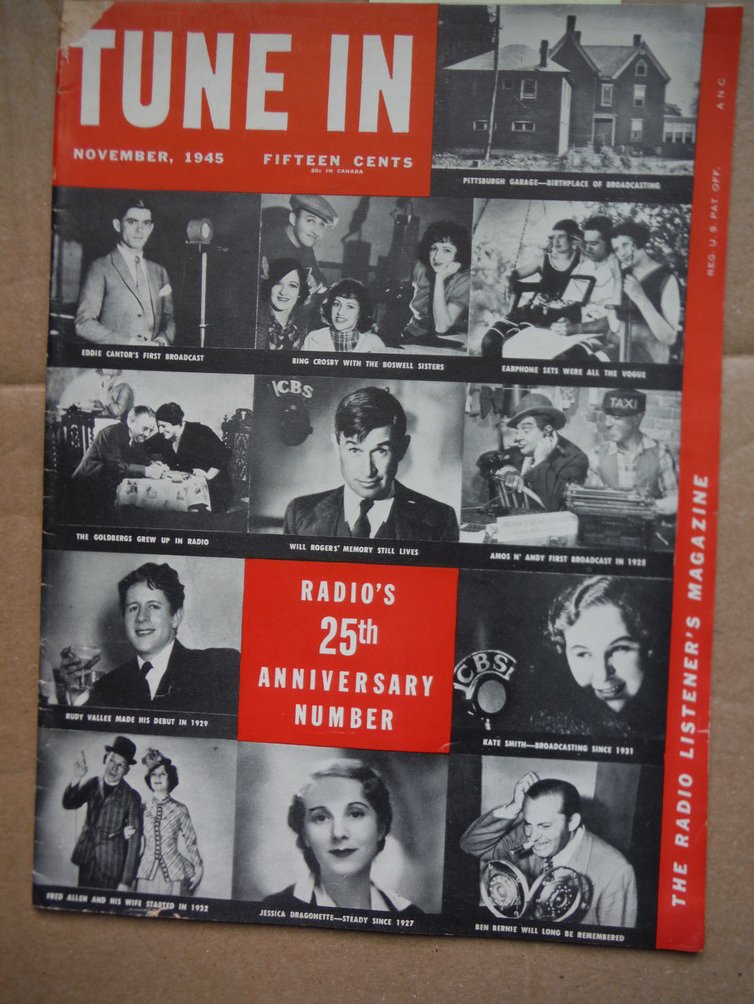 TUNE IN
NOVEMBER, 1945 FIFTEEN CENTS
20c IN CANADA
PITTSBURGH GARAGE—BIRTHPLACE OF BROADCASTING
EDDIE CANTOR'S FIRST BROADCAST
BING CROSBY WITH THE BOSWELL SISTERS
EARPHONE SETS WERE ALL THE VOGUE
CBS
TAXI
THE GOLDBERGS GREW UP IN RADIO
WILL ROGERS' MEMORY STILL LIVES
AMOS N' ANDY FIRST BROADCAST IN 1925
RADIO'S
25th
ANNIVERSARY
NUMBER
CBS
RUDY VALLEE MADE HIS DEBUT IN 1929
KATE SMITH—BROADCASTING SINCE 1931
FRED ALLEN AND HIS WIFE STARTED IN 1932
JESSICA DRAGONETTE—STEADY SINCE 1927
BEN BERNIE WILL LONG BE REMEMBERED
THE RADIO LISTENER'S MAGAZINE
REG. U.S. PAT. OFF.
ANC